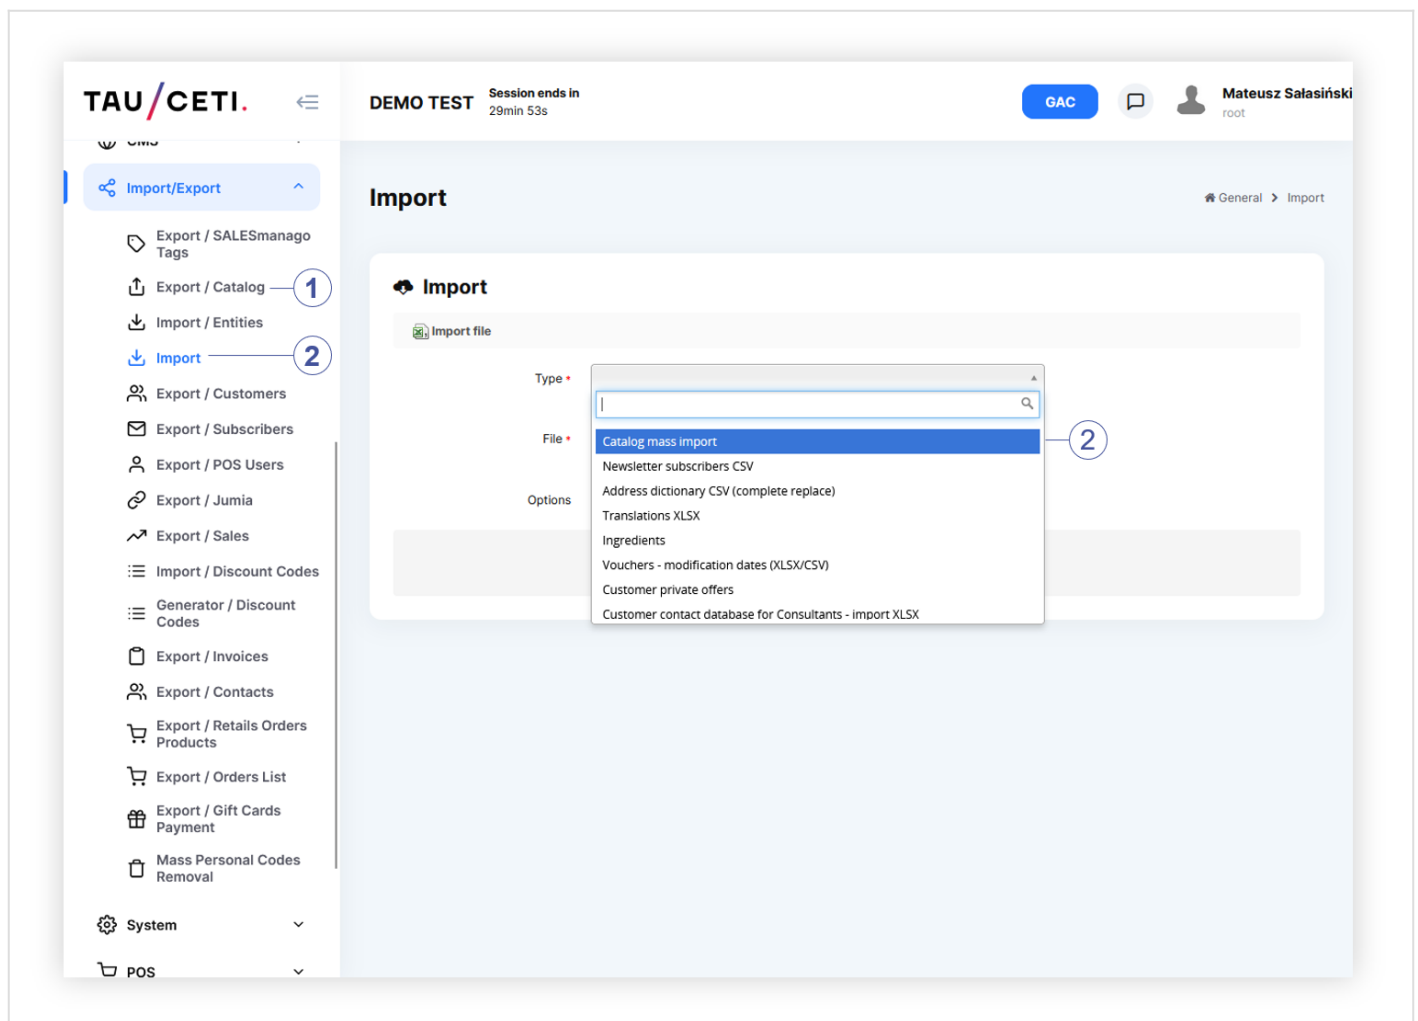 TAU/CETI.
DEMO TEST
Session ends in
29min 53s
GAC
Mateusz Sałasiński
root
CMS
Import/Export
Export / SALESmanago
Tags
Export / Catalog
1
Import / Entities
Import
2
Export / Customers
Export / Subscribers
Export / POS Users
Export / Jumia
Export / Sales
Import / Discount Codes
Generator / Discount
Codes
Export / Invoices
Export / Contacts
Export / Retails Orders
Products
Export / Orders List
Export / Gift Cards
Payment
Mass Personal Codes
Removal
System
POS
Import
General > Import
Import
Import file
Type *
File *
Options
Catalog mass import
2
Newsletter subscribers CSV
Address dictionary CSV (complete replace)
Translations XLSX
Ingredients
Vouchers - modification dates (XLSX/CSV)
Customer private offers
Customer contact database for Consultants - import XLSX